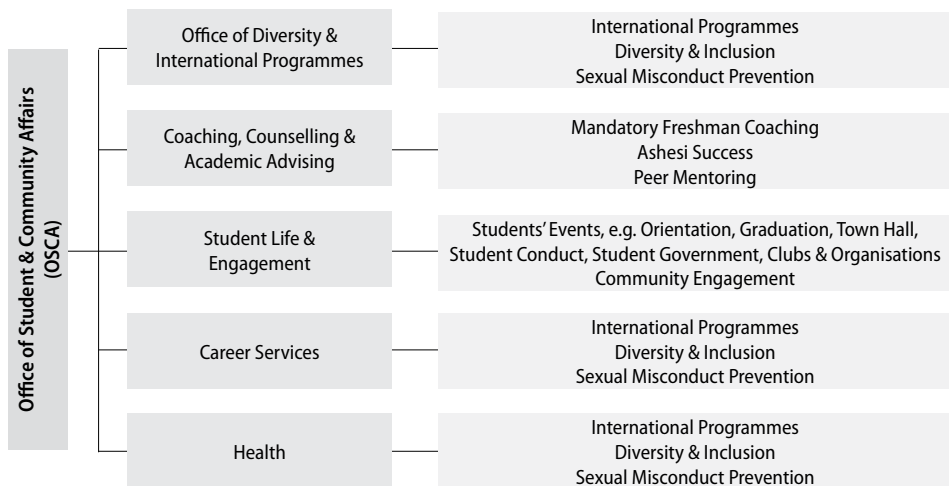 Office of Student & Community Affairs
(OSCA)
Office of Diversity &
International Programmes
International Programmes
Diversity & Inclusion
Sexual Misconduct Prevention
Coaching, Counselling &
Academic Advising
Mandatory Freshman Coaching
Ashesi Success
Peer Mentoring
Student Life &
Engagement
Students' Events, e.g. Orientation, Graduation, Town Hall,
Student Conduct, Student Government, Clubs & Organisations
Community Engagement
Career Services
International Programmes
Diversity & Inclusion
Sexual Misconduct Prevention
Health
International Programmes
Diversity & Inclusion
Sexual Misconduct Prevention